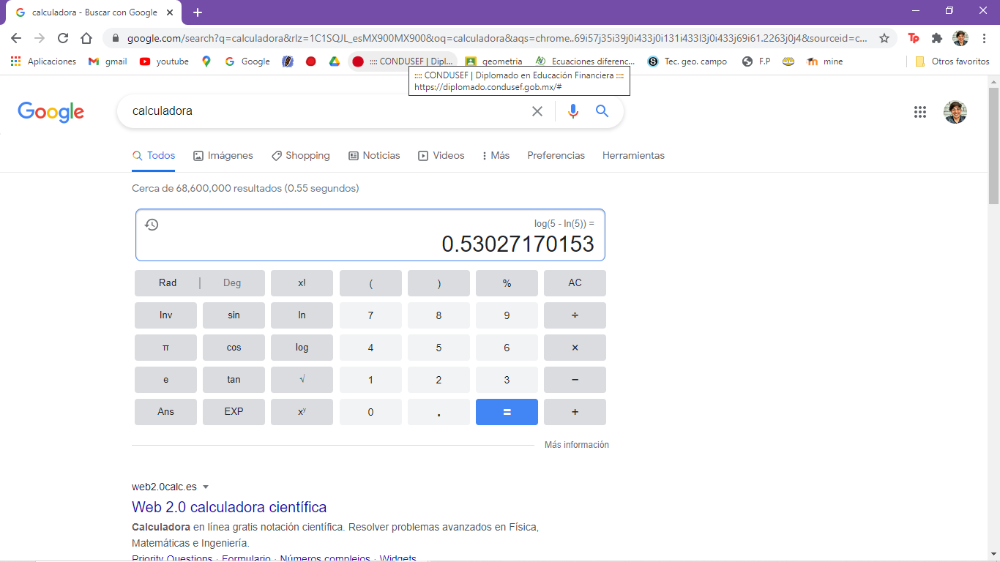 calculadora - Buscar con Google
google.com/search?q=calculadora&rlz=1C1SQJL_esMX900MX900&oq=calculadora&aqs=chrome..69i57j35i39j0i433j0i131i433l3j0i433j69i61.2263j0j4&sourceid=c...
Aplicaciones gmail youtube Google :::: CONDUSEF | Dipl... geometria Ecuaciones diferenc... Tec. geo. campo F.P mine Otros favoritos
:::: CONDUSEF | Diplomado en Educación Financiera ::::
https://diplomado.condusef.gob.mx/#
Google calculadora
Todos Imágenes Shopping Noticias Videos Más Preferencias Herramientas
Cerca de 68,600,000 resultados (0.55 segundos)
log(5 - ln(5)) =
0.53027170153
Rad | Deg x! ( ) % AC
Inv sin ln 7 8 9 ÷
π cos log 4 5 6 ×
e tan √ 1 2 3 −
Ans EXP xʸ 0 . = +
Más información
web2.0calc.es
Web 2.0 calculadora científica
Calculadora en línea gratis notación científica. Resolver problemas avanzados en Física,
Matemáticas e Ingeniería.
Priority Questions · Formulario · Números complejos · Widgets